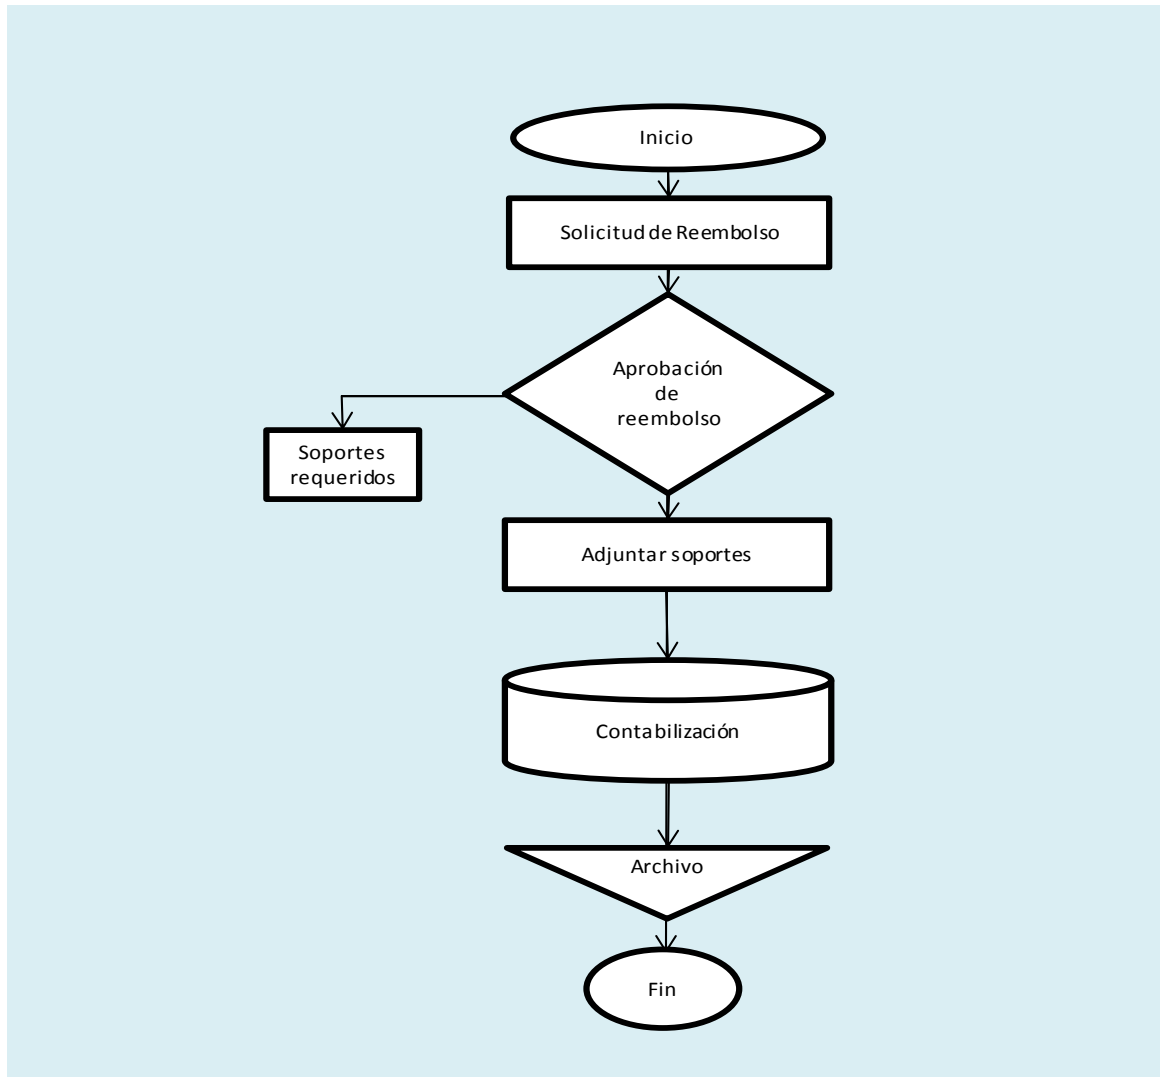 Inicio
Solicitud de Reembolso
Aprobación
de
reembolso
Soportes
requeridos
Adjuntar soportes
Contabilización
Archivo
Fin